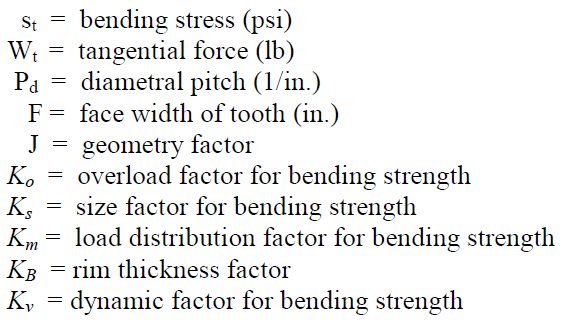 st = bending stress (psi)
Wt = tangential force (lb)
Pd = diametral pitch (1/in.)
F = face width of tooth (in.)
J = geometry factor
Ko = overload factor for bending strength
Ks = size factor for bending strength
Km = load distribution factor for bending strength
KB = rim thickness factor
Kv = dynamic factor for bending strength